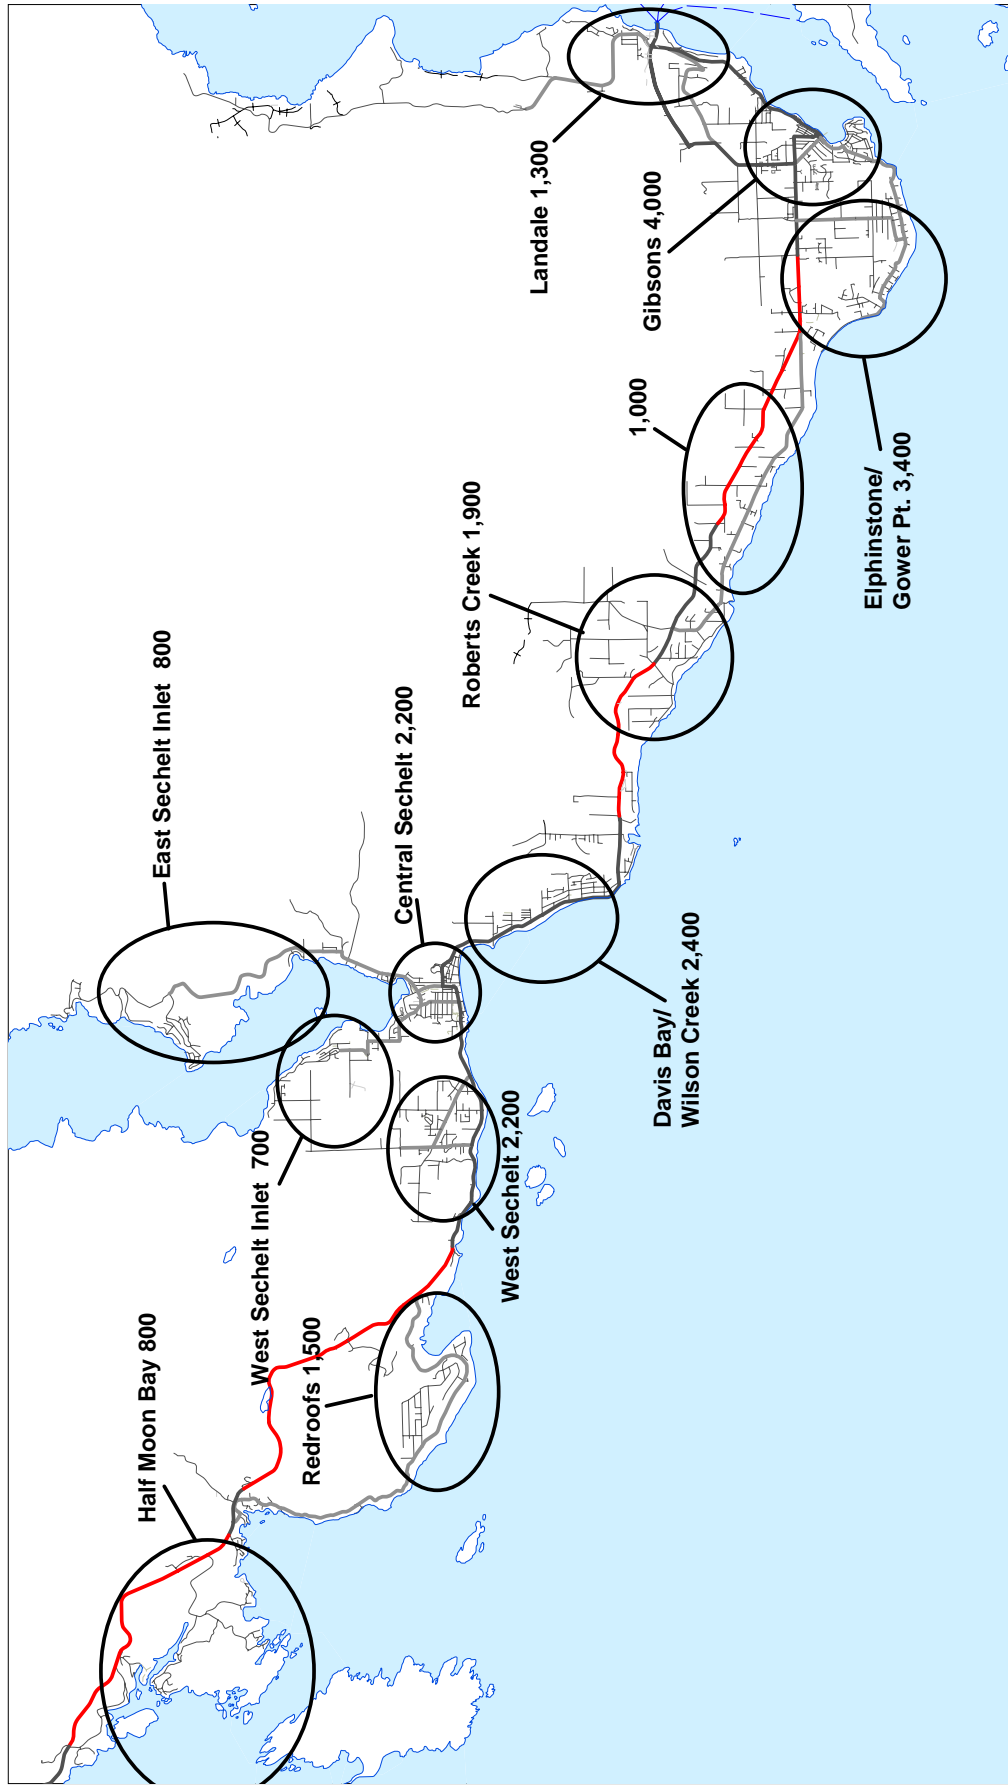 Half Moon Bay 800
East Sechelt Inlet  800
Landale 1,300
West Sechelt Inlet  700
Redroofs 1,500
Central Sechelt 2,200
Roberts Creek 1,900
1,000
Gibsons 4,000
West Sechelt 2,200
Davis Bay/
Wilson Creek 2,400
Elphinstone/
Gower Pt. 3,400